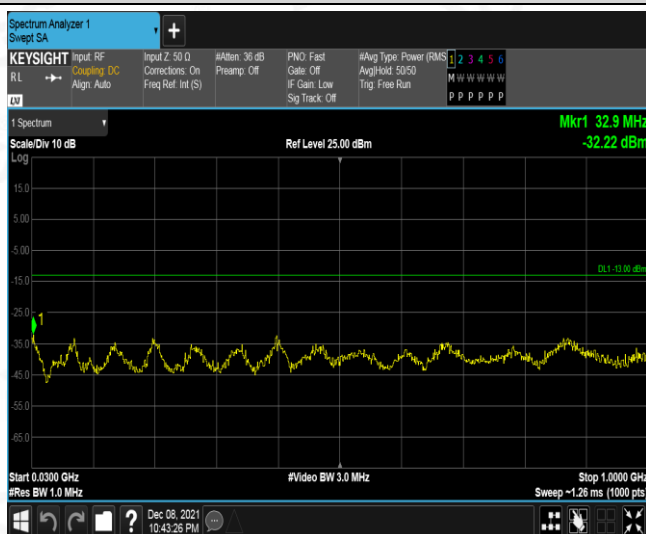 Spectrum Analyzer 1
Swept SA
+
KEYSIGHT
RL
LXI
Input: RF
Coupling: DC
Align: Auto
Input Z: 50 Ω
Corrections: On
Freq Ref: Int (S)
#Atten: 36 dB
Preamp: Off
PNO: Fast
Gate: Off
IF Gain: Low
Sig Track: Off
#Avg Type: Power (RMS
Avg|Hold: 50/50
Trig: Free Run
1 2 3 4 5 6
M W W W W W
P P P P P P
1 Spectrum
Scale/Div 10 dB
Ref Level 25.00 dBm
Mkr1 32.9 MHz
-32.22 dBm
Log
15.0
5.00
-5.00
DL1 -13.00 dBm
-15.0
-25.0
1
-35.0
-45.0
-55.0
-65.0
Start 0.0300 GHz
#Res BW 1.0 MHz
#Video BW 3.0 MHz
Stop 1.0000 GHz
Sweep ~1.26 ms (1000 pts)
?
Dec 08, 2021
10:43:26 PM